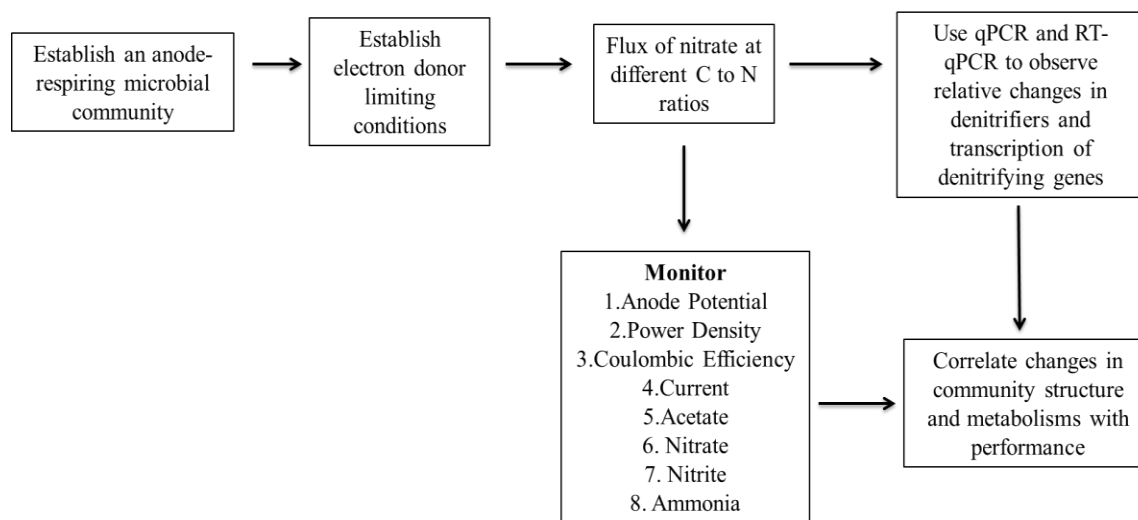 Establish an anode-
respiring microbial
community
Establish
electron donor
limiting
conditions
Flux of nitrate at
different C to N
ratios
Use qPCR and RT-
qPCR to observe
relative changes in
denitrifiers and
transcription of
denitrifying genes
Monitor
1.Anode Potential
2.Power Density
3.Coulombic Efficiency
4.Current
5.Acetate
6. Nitrate
7. Nitrite
8. Ammonia
Correlate changes in
community structure
and metabolisms with
performance